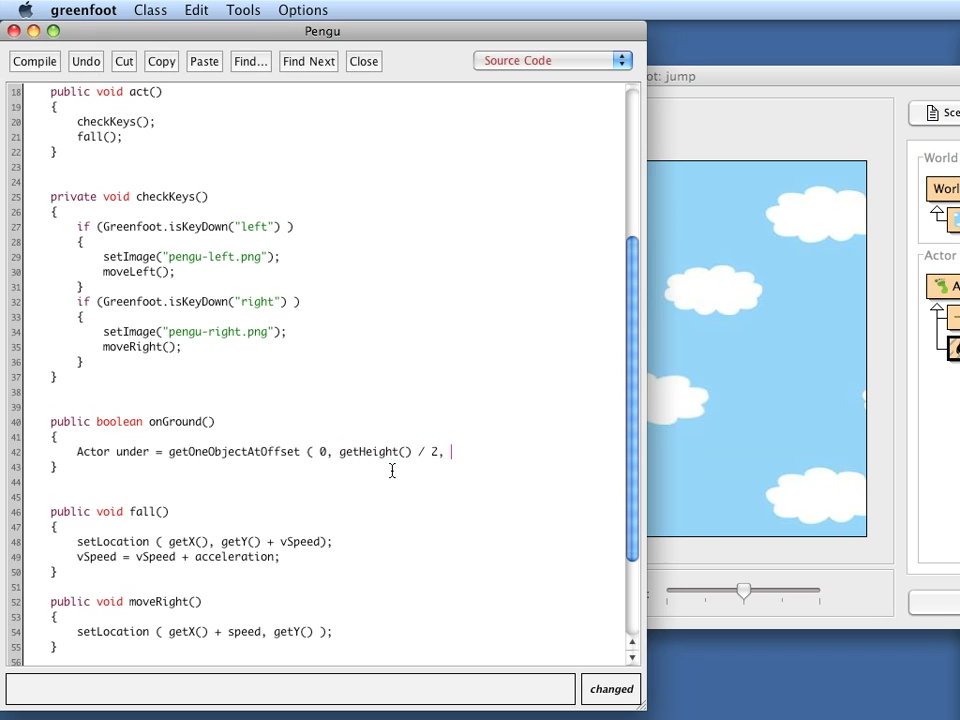 greenfoot Class Edit Tools Options
Pengu
Compile Undo Cut Copy Paste Find... Find Next Close Source Code
18 public void act()
19 {
20 checkKeys();
21 fall();
22 }
23
24
25 private void checkKeys()
26 {
27 if (Greenfoot.isKeyDown("left") )
28 {
29 setImage("pengu-left.png");
30 moveLeft();
31 }
32 if (Greenfoot.isKeyDown("right") )
33 {
34 setImage("pengu-right.png");
35 moveRight();
36 }
37 }
38
39
40 public boolean onGround()
41 {
42 Actor under = getOneObjectAtOffset ( 0, getHeight() / 2,
43 }
44
45
46 public void fall()
47 {
48 setLocation ( getX(), getY() + vSpeed);
49 vSpeed = vSpeed + acceleration;
50 }
51
52 public void moveRight()
53 {
54 setLocation ( getX() + speed, getY() );
55 }
56
changed
ot: jump
Sce
World
Worl
Actor
A